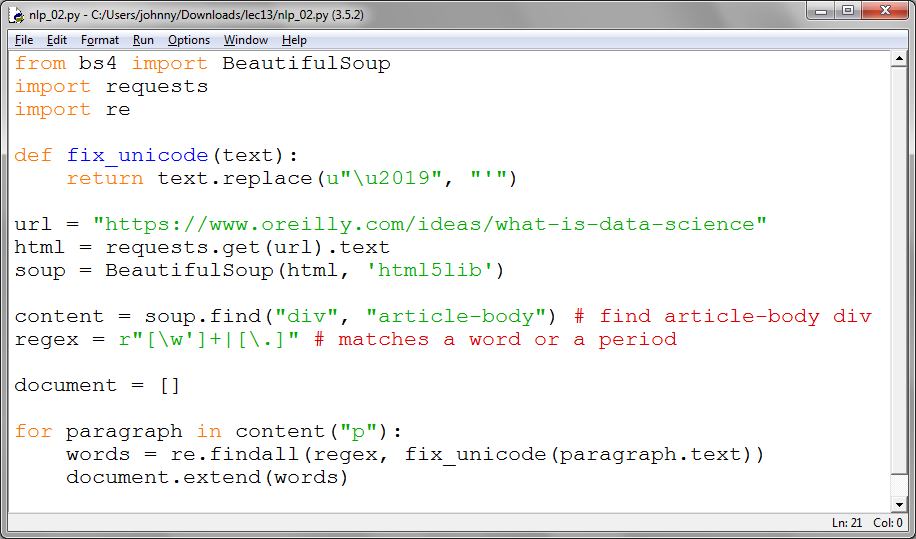 nlp_02.py - C:/Users/johnny/Downloads/lec13/nlp_02.py (3.5.2)
File Edit Format Run Options Window Help
from bs4 import BeautifulSoup
import requests
import re
def fix_unicode(text):
    return text.replace(u"\u2019", "'")
url = "https://www.oreilly.com/ideas/what-is-data-science"
html = requests.get(url).text
soup = BeautifulSoup(html, 'html5lib')
content = soup.find("div", "article-body") # find article-body div
regex = r"[\w']+|[\.]" # matches a word or a period
document = []
for paragraph in content("p"):
    words = re.findall(regex, fix_unicode(paragraph.text))
    document.extend(words)
Ln: 21 Col: 0